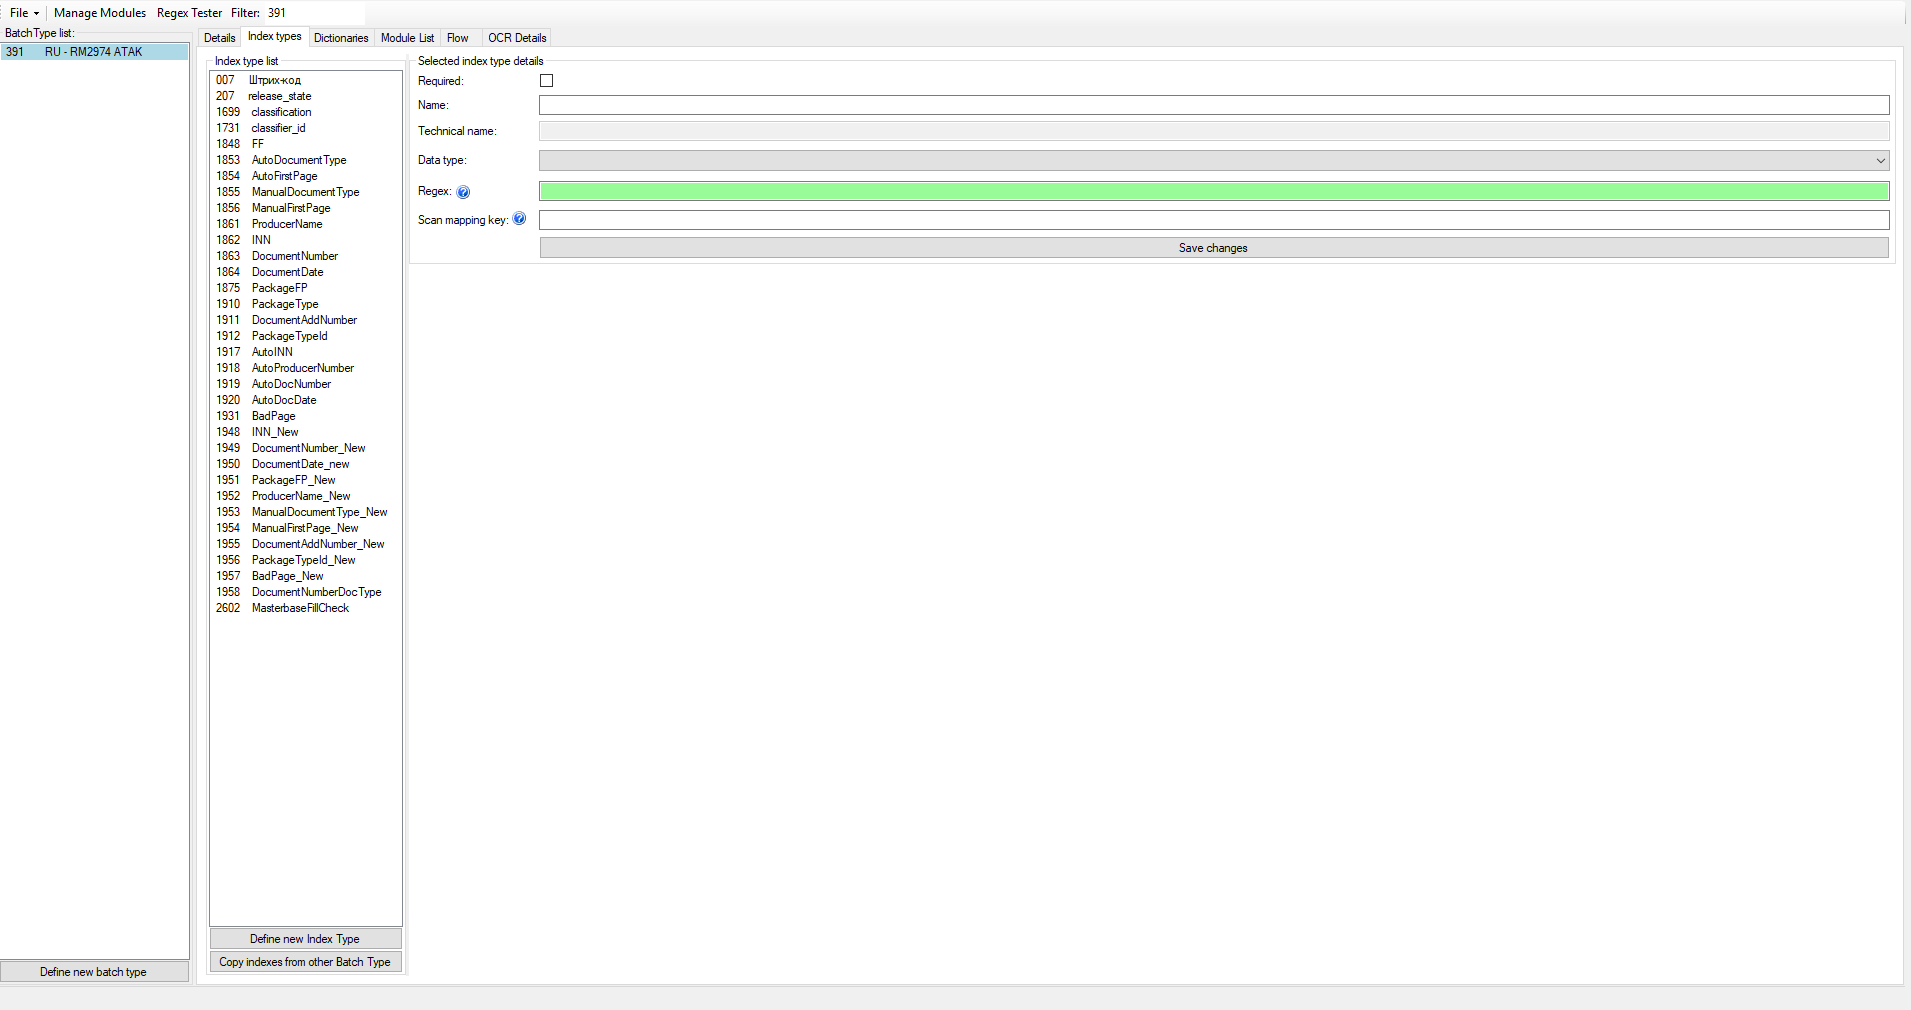 File Manage Modules Regex Tester Filter: 391
BatchType list:
391 RU - RM2974 ATAK
Define new batch type
Details Index types Dictionaries Module List Flow OCR Details
Index type list
007 Штрих-код
207 release_state
1699 classification
1731 classifier_id
1848 FF
1853 AutoDocumentType
1854 AutoFirstPage
1855 ManualDocumentType
1856 ManualFirstPage
1861 ProducerName
1862 INN
1863 DocumentNumber
1864 DocumentDate
1875 PackageFP
1910 PackageType
1911 DocumentAddNumber
1912 PackageTypeId
1917 AutoINN
1918 AutoProducerNumber
1919 AutoDocNumber
1920 AutoDocDate
1931 BadPage
1948 INN_New
1949 DocumentNumber_New
1950 DocumentDate_new
1951 PackageFP_New
1952 ProducerName_New
1953 ManualDocumentType_New
1954 ManualFirstPage_New
1955 DocumentAddNumber_New
1956 PackageTypeId_New
1957 BadPage_New
1958 DocumentNumberDocType
2602 MasterbaseFillCheck
Define new Index Type
Copy indexes from other Batch Type
Selected index type details
Required:
Name:
Technical name:
Data type:
Regex: ?
Scan mapping key: ?
Save changes